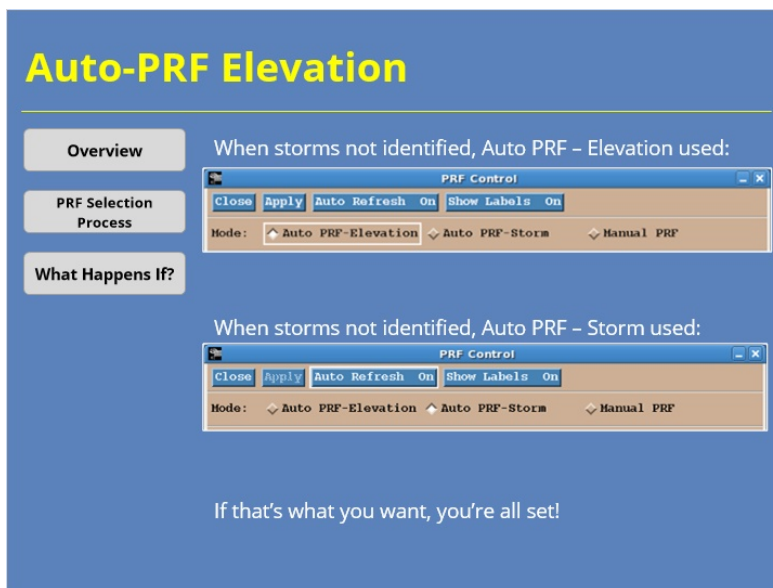 Auto-PRF Elevation
Overview
PRF Selection
Process
What Happens If?
When storms not identified, Auto PRF – Elevation used:
PRF Control
Close Apply Auto Refresh On Show Labels On
Mode: Auto PRF-Elevation Auto PRF-Storm Manual PRF
When storms not identified, Auto PRF – Storm used:
PRF Control
Close Apply Auto Refresh On Show Labels On
Mode: Auto PRF-Elevation Auto PRF-Storm Manual PRF
If that’s what you want, you’re all set!